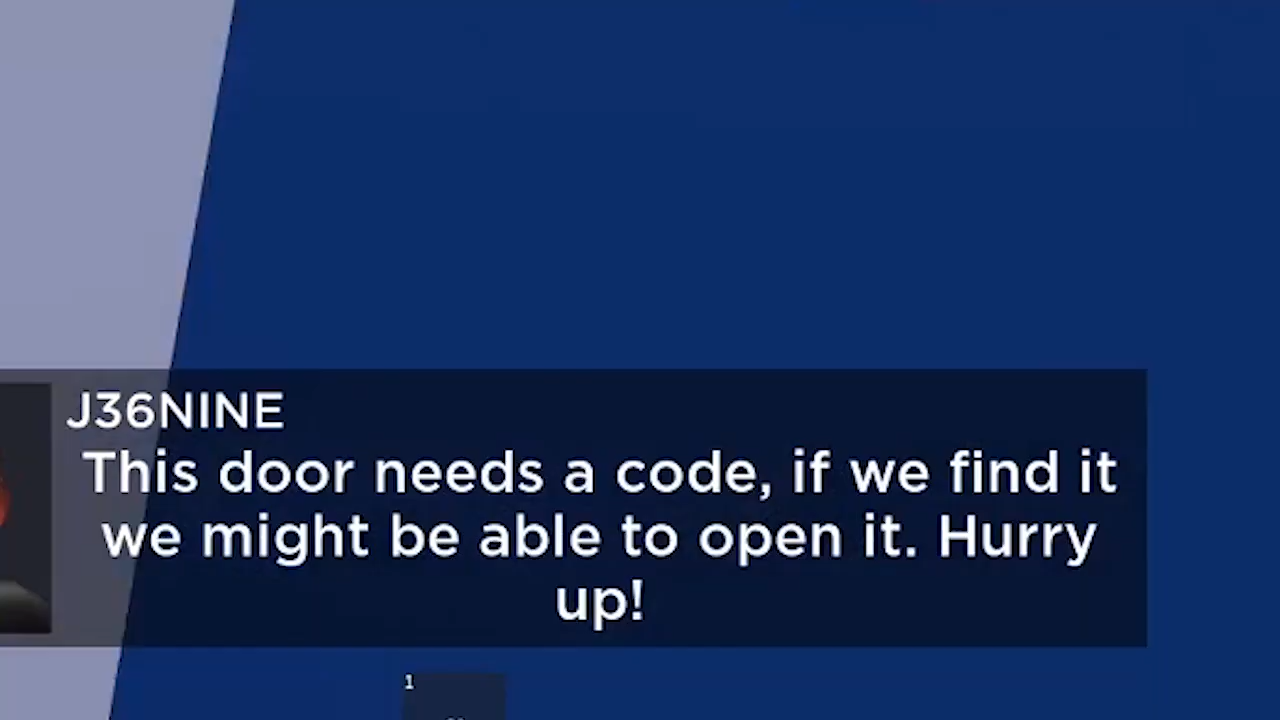 J36NINE
This door needs a code, if we find it
we might be able to open it. Hurry
up!
1